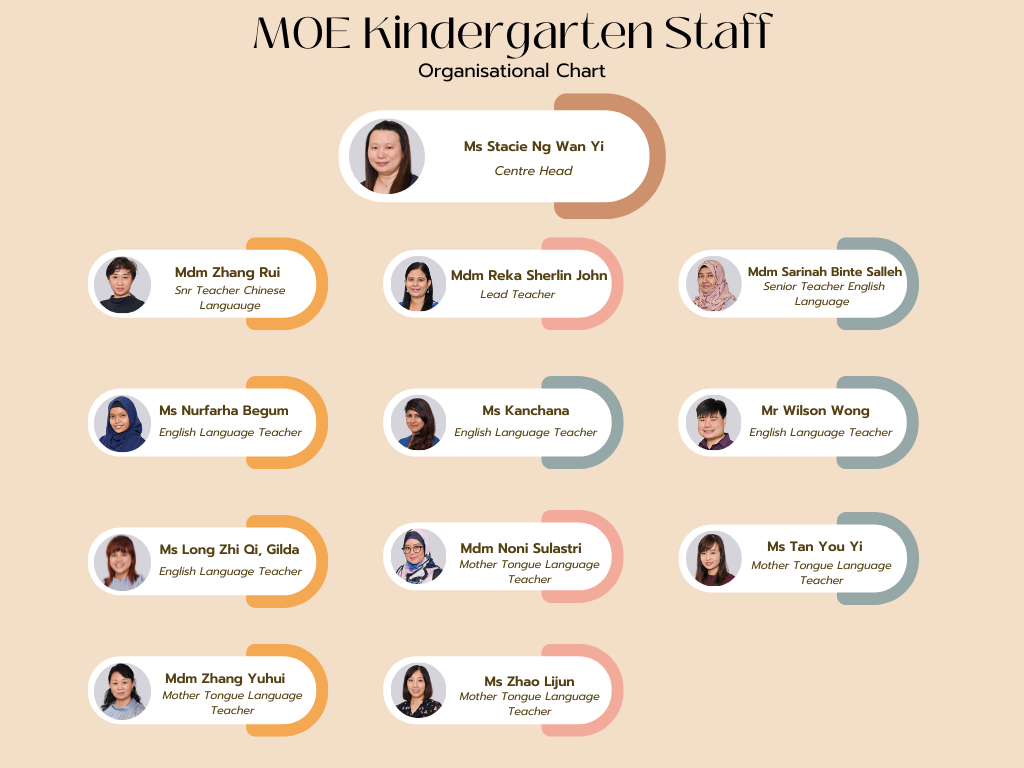 MOE Kindergarten Staff
Organisational Chart
Ms Stacie Ng Wan Yi
Centre Head
Mdm Zhang Rui
Snr Teacher Chinese
Languauge
Mdm Reka Sherlin John
Lead Teacher
Mdm Sarinah Binte Salleh
Senior Teacher English
Language
Ms Nurfarha Begum
English Language Teacher
Ms Kanchana
English Language Teacher
Mr Wilson Wong
English Language Teacher
Ms Long Zhi Qi, Gilda
English Language Teacher
Mdm Noni Sulastri
Mother Tongue Language
Teacher
Ms Tan You Yi
Mother Tongue Language
Teacher
Mdm Zhang Yuhui
Mother Tongue Language
Teacher
Ms Zhao Lijun
Mother Tongue Language
Teacher